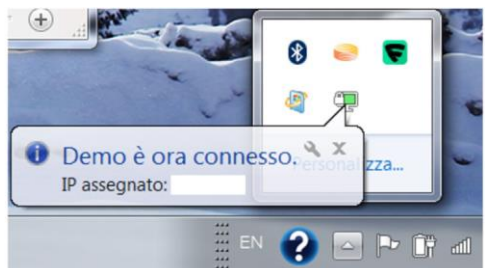 Demo è ora connesso.
IP assegnato:
Personalizza...
EN